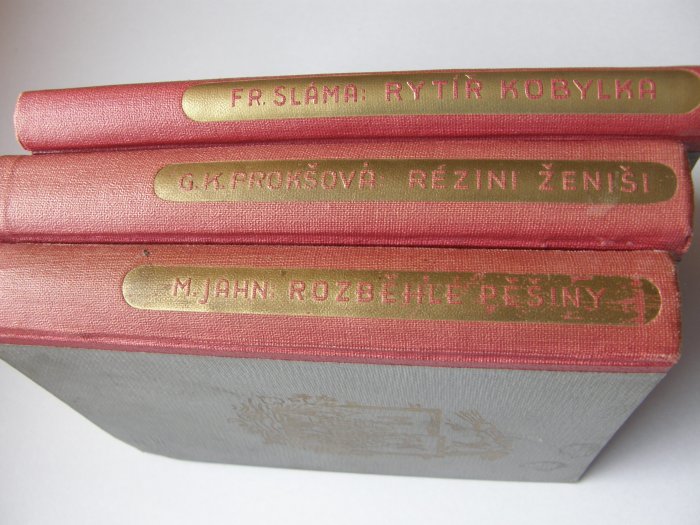 FR. SLÁMA: RYTÍŘ KOBYLKA
G. K. PROKŠOVÁ: RÉZINI ŽENIŠI
M. JAHN: ROZBĚHLÉ PĚŠINY